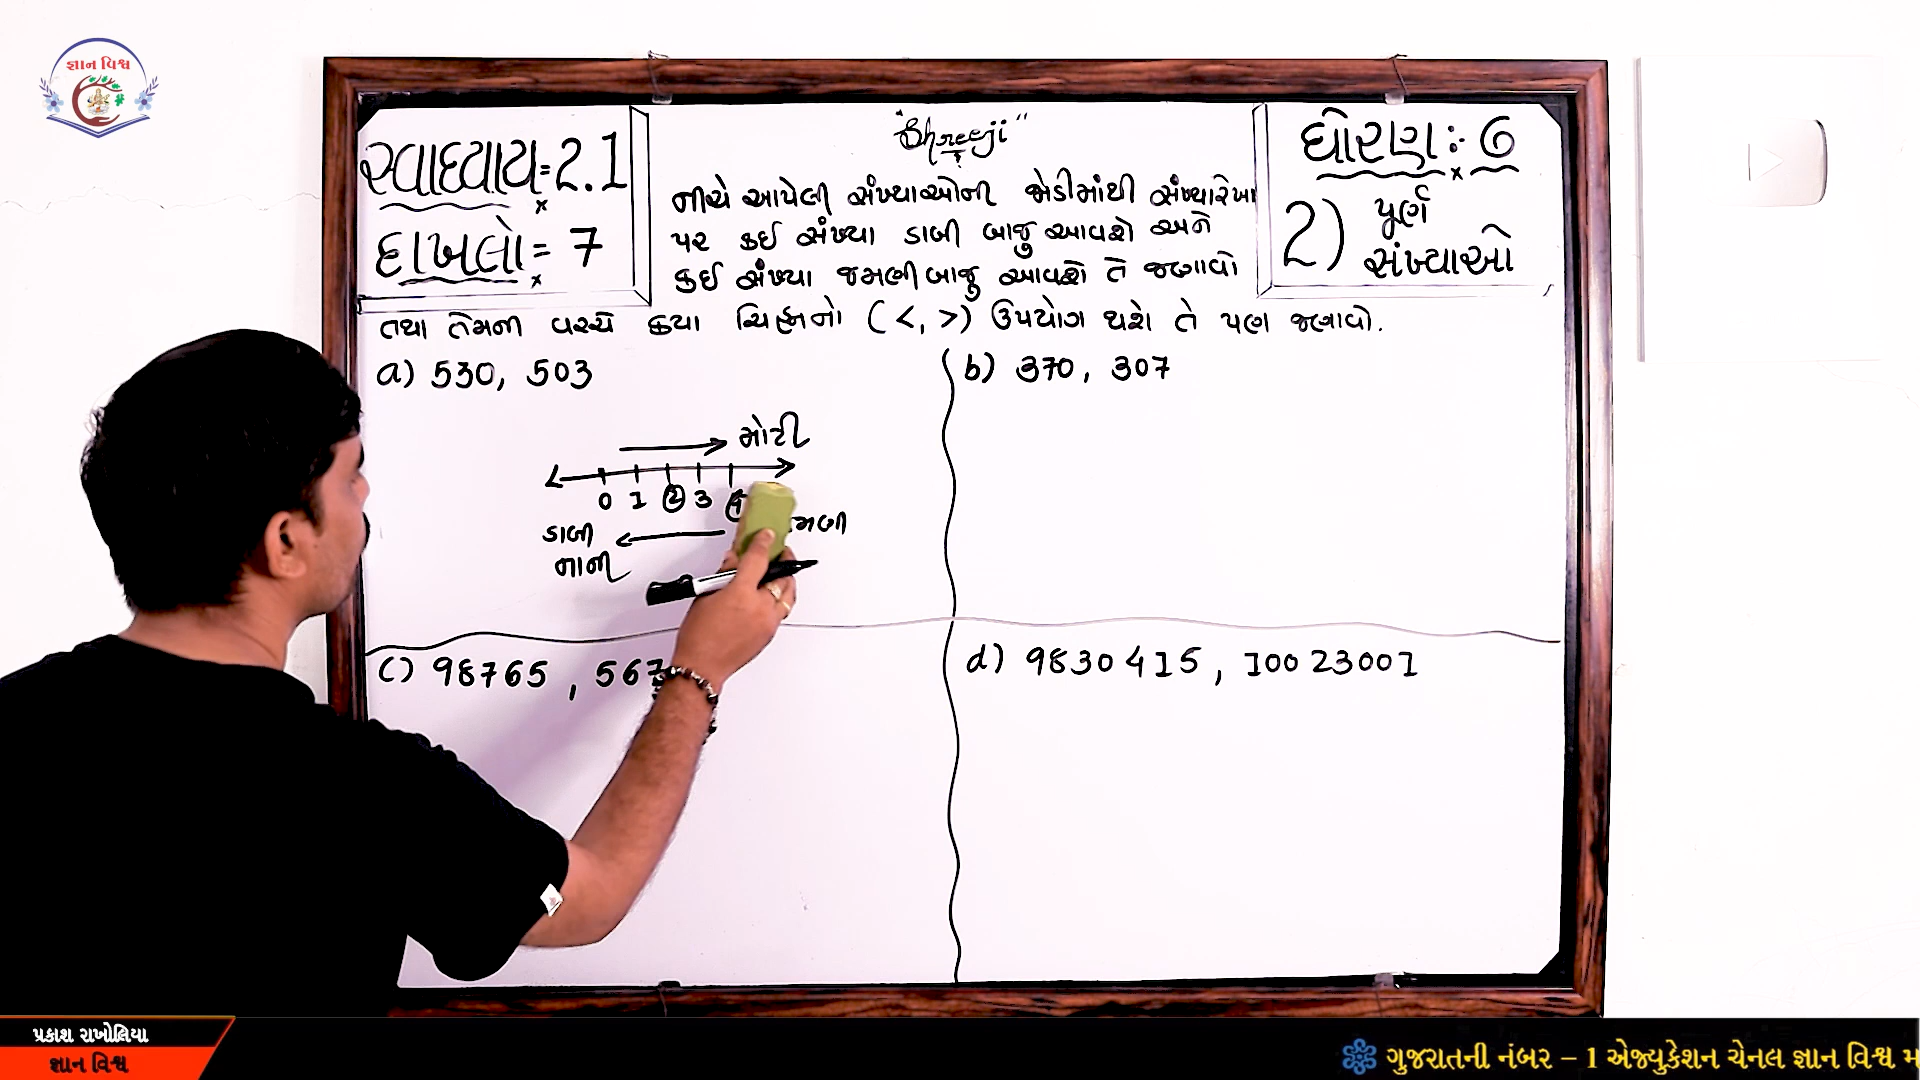 જ્ઞાન વિશ્વ
"Shreeji"
સ્વાધ્યાય = 2.1
દાખલો = 7
ધોરણ :- ૬
2) પૂર્ણ
સંખ્યાઓ
નીચે આપેલી સંખ્યાઓની જોડીમાંથી સંખ્યારેખા
પર કઈ સંખ્યા ડાબી બાજુ આવશે અને
કઈ સંખ્યા જમણી બાજુ આવશે તે જણાવો
તથા તેમની વચ્ચે કયા ચિહ્નનો ( <, > ) ઉપયોગ થશે તે પણ જણાવો.
a) 530, 503
b) 370, 307
મોટી
0 1 2 3 4
ડાબી
નાની
c) 98765 , 567
d) 9830415 , 10023001
પ્રકાશ રાખોલિયા
જ્ઞાન વિશ્વ
ગુજરાતની નંબર – 1 એજ્યુકેશન ચેનલ જ્ઞાન વિશ્વ